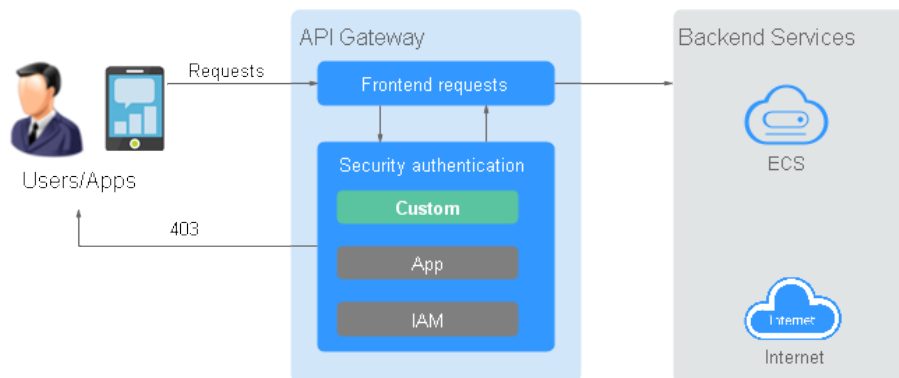 API Gateway
Backend Services
Requests
Frontend requests
Security authentication
Custom
App
IAM
Users/Apps
403
ECS
Internet
Internet